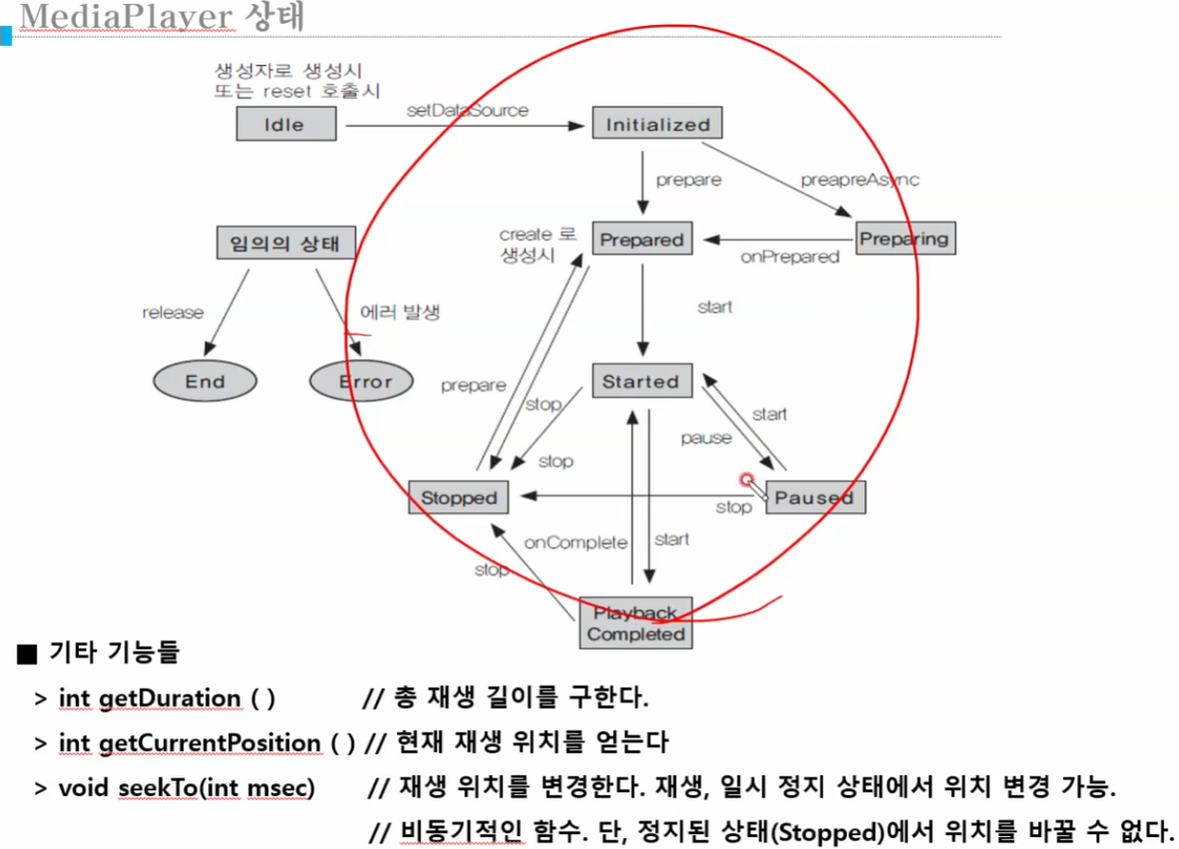 MediaPlayer 상태
생성자로 생성시
또는 reset 호출시
Idle
setDataSource
Initialized
prepare
preapreAsync
임의의 상태
create 로
생성시
Prepared
Preparing
onPrepared
release
에러 발생
start
End
Error
prepare
stop
Started
start
pause
stop
Stopped
stop
Paused
onComplete
start
stop
Playback
Completed
■ 기타 기능들
> int getDuration ( ) // 총 재생 길이를 구한다.
> int getCurrentPosition ( ) // 현재 재생 위치를 얻는다
> void seekTo(int msec) // 재생, 위치를 변경한다. 재생, 일시 정지 상태에서 위치 변경 가능.
// 비동기적인 함수. 단, 정지된 상태(Stopped)에서 위치를 바꿀 수 없다.